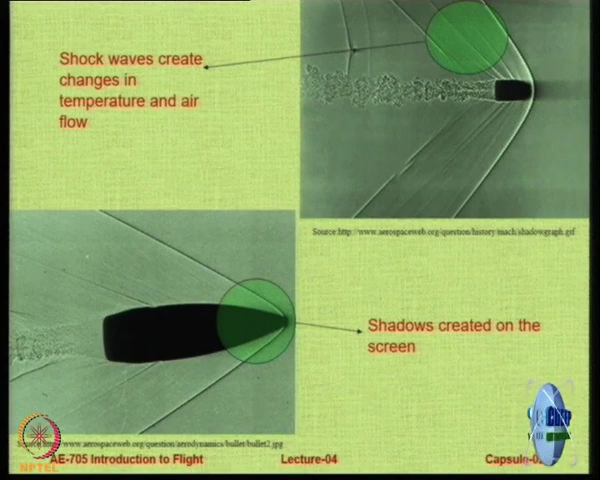 Shock waves create
changes in
temperature and air
flow
Source:http://www.aerospaceweb.org/question/history/mach/shadowgraph.gif
Shadows created on the
screen
www.aerospaceweb.org/question/aerodynamics/bullet/bullet2.jpg
NPTEL
AE-705 Introduction to Flight
Lecture-04